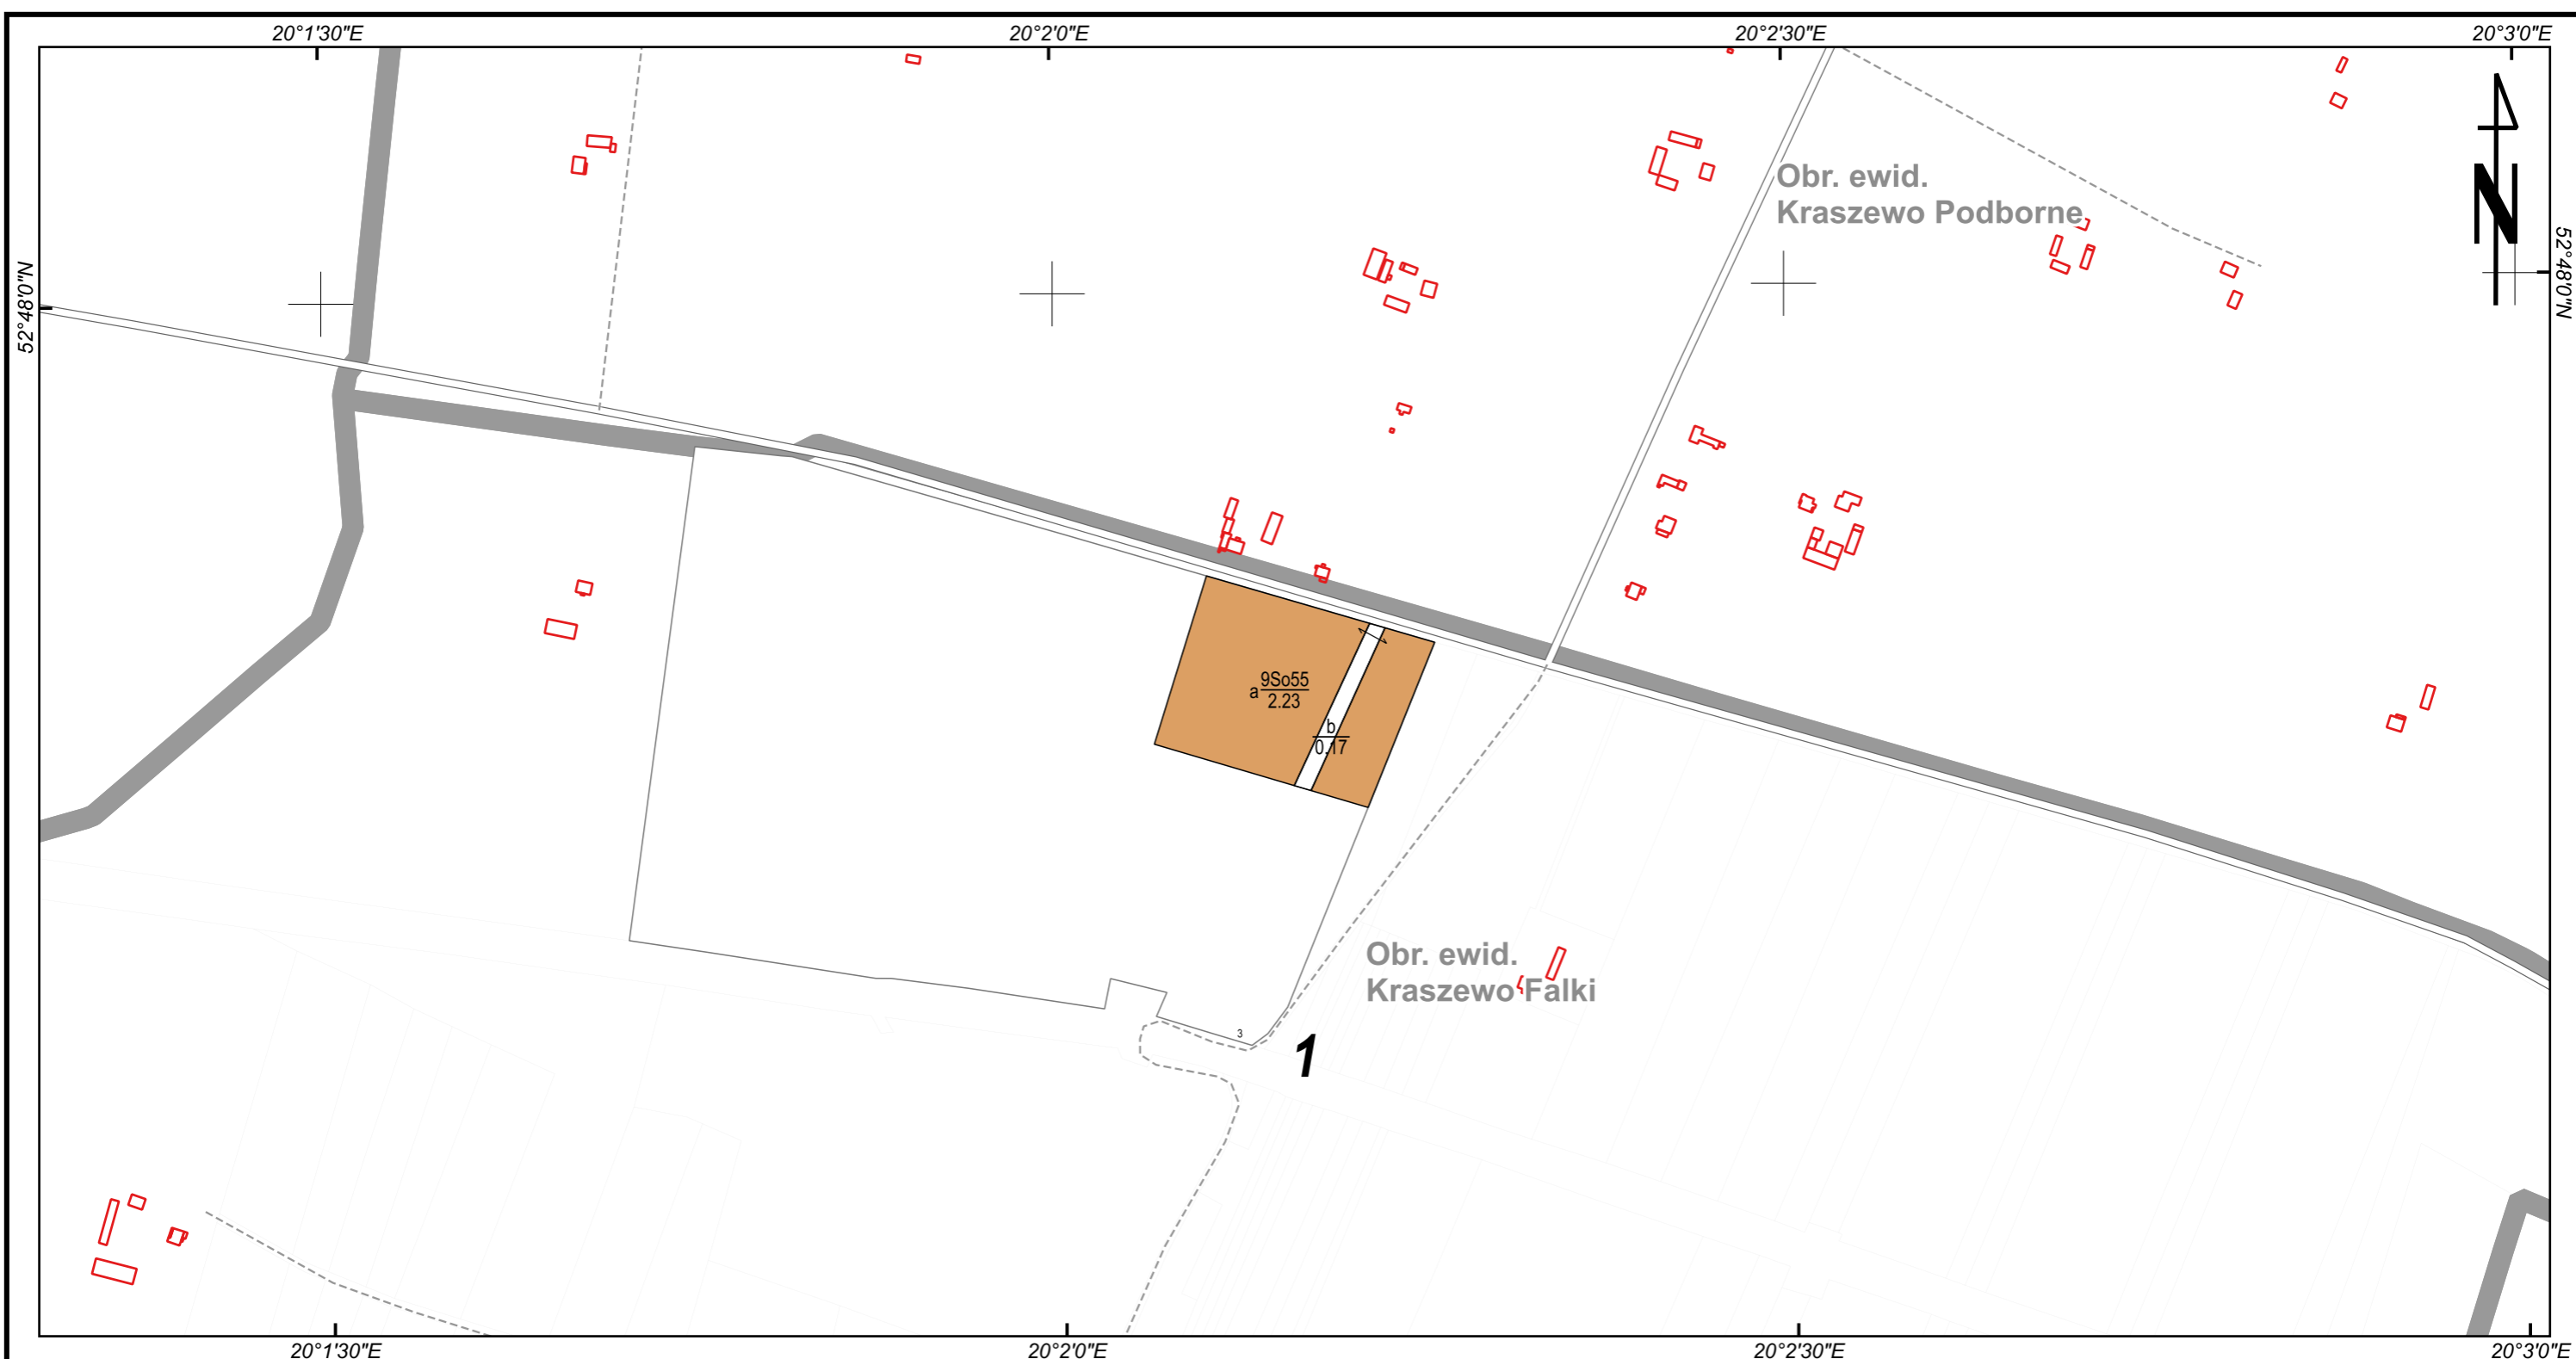 20°1'30"E
20°2'0"E
20°2'30"E
20°3'0"E
52°48'0"N
52°48'0"N
N
Obr. ewid.
Kraszewo Podborne
9So55
a
2.23
b
0.17
Obr. ewid.
Kraszewo Falki
3
1
20°1'30"E
20°2'0"E
20°2'30"E
20°3'0"E